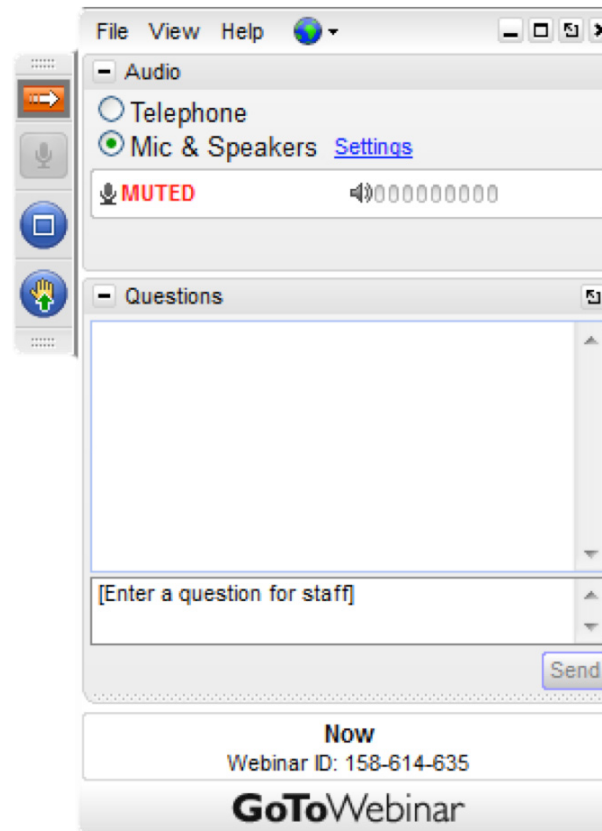 File View Help
Audio
Telephone
Mic & Speakers Settings
MUTED
Questions
[Enter a question for staff]
Send
Now
Webinar ID: 158-614-635
GoToWebinar